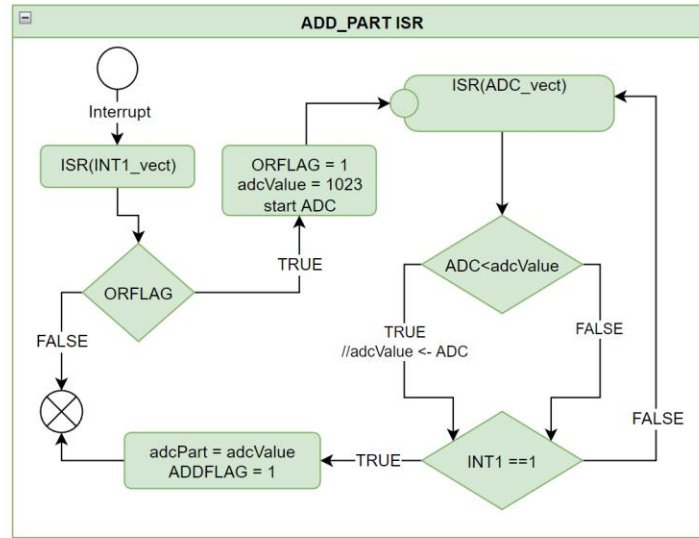 ADD_PART ISR
Interrupt
ISR(INT1_vect)
ORFLAG
TRUE
FALSE
ORFLAG = 1
adcValue = 1023
start ADC
ISR(ADC_vect)
ADC<adcValue
TRUE
//adcValue <- ADC
FALSE
INT1 ==1
FALSE
TRUE
adcPart = adcValue
ADDFLAG = 1